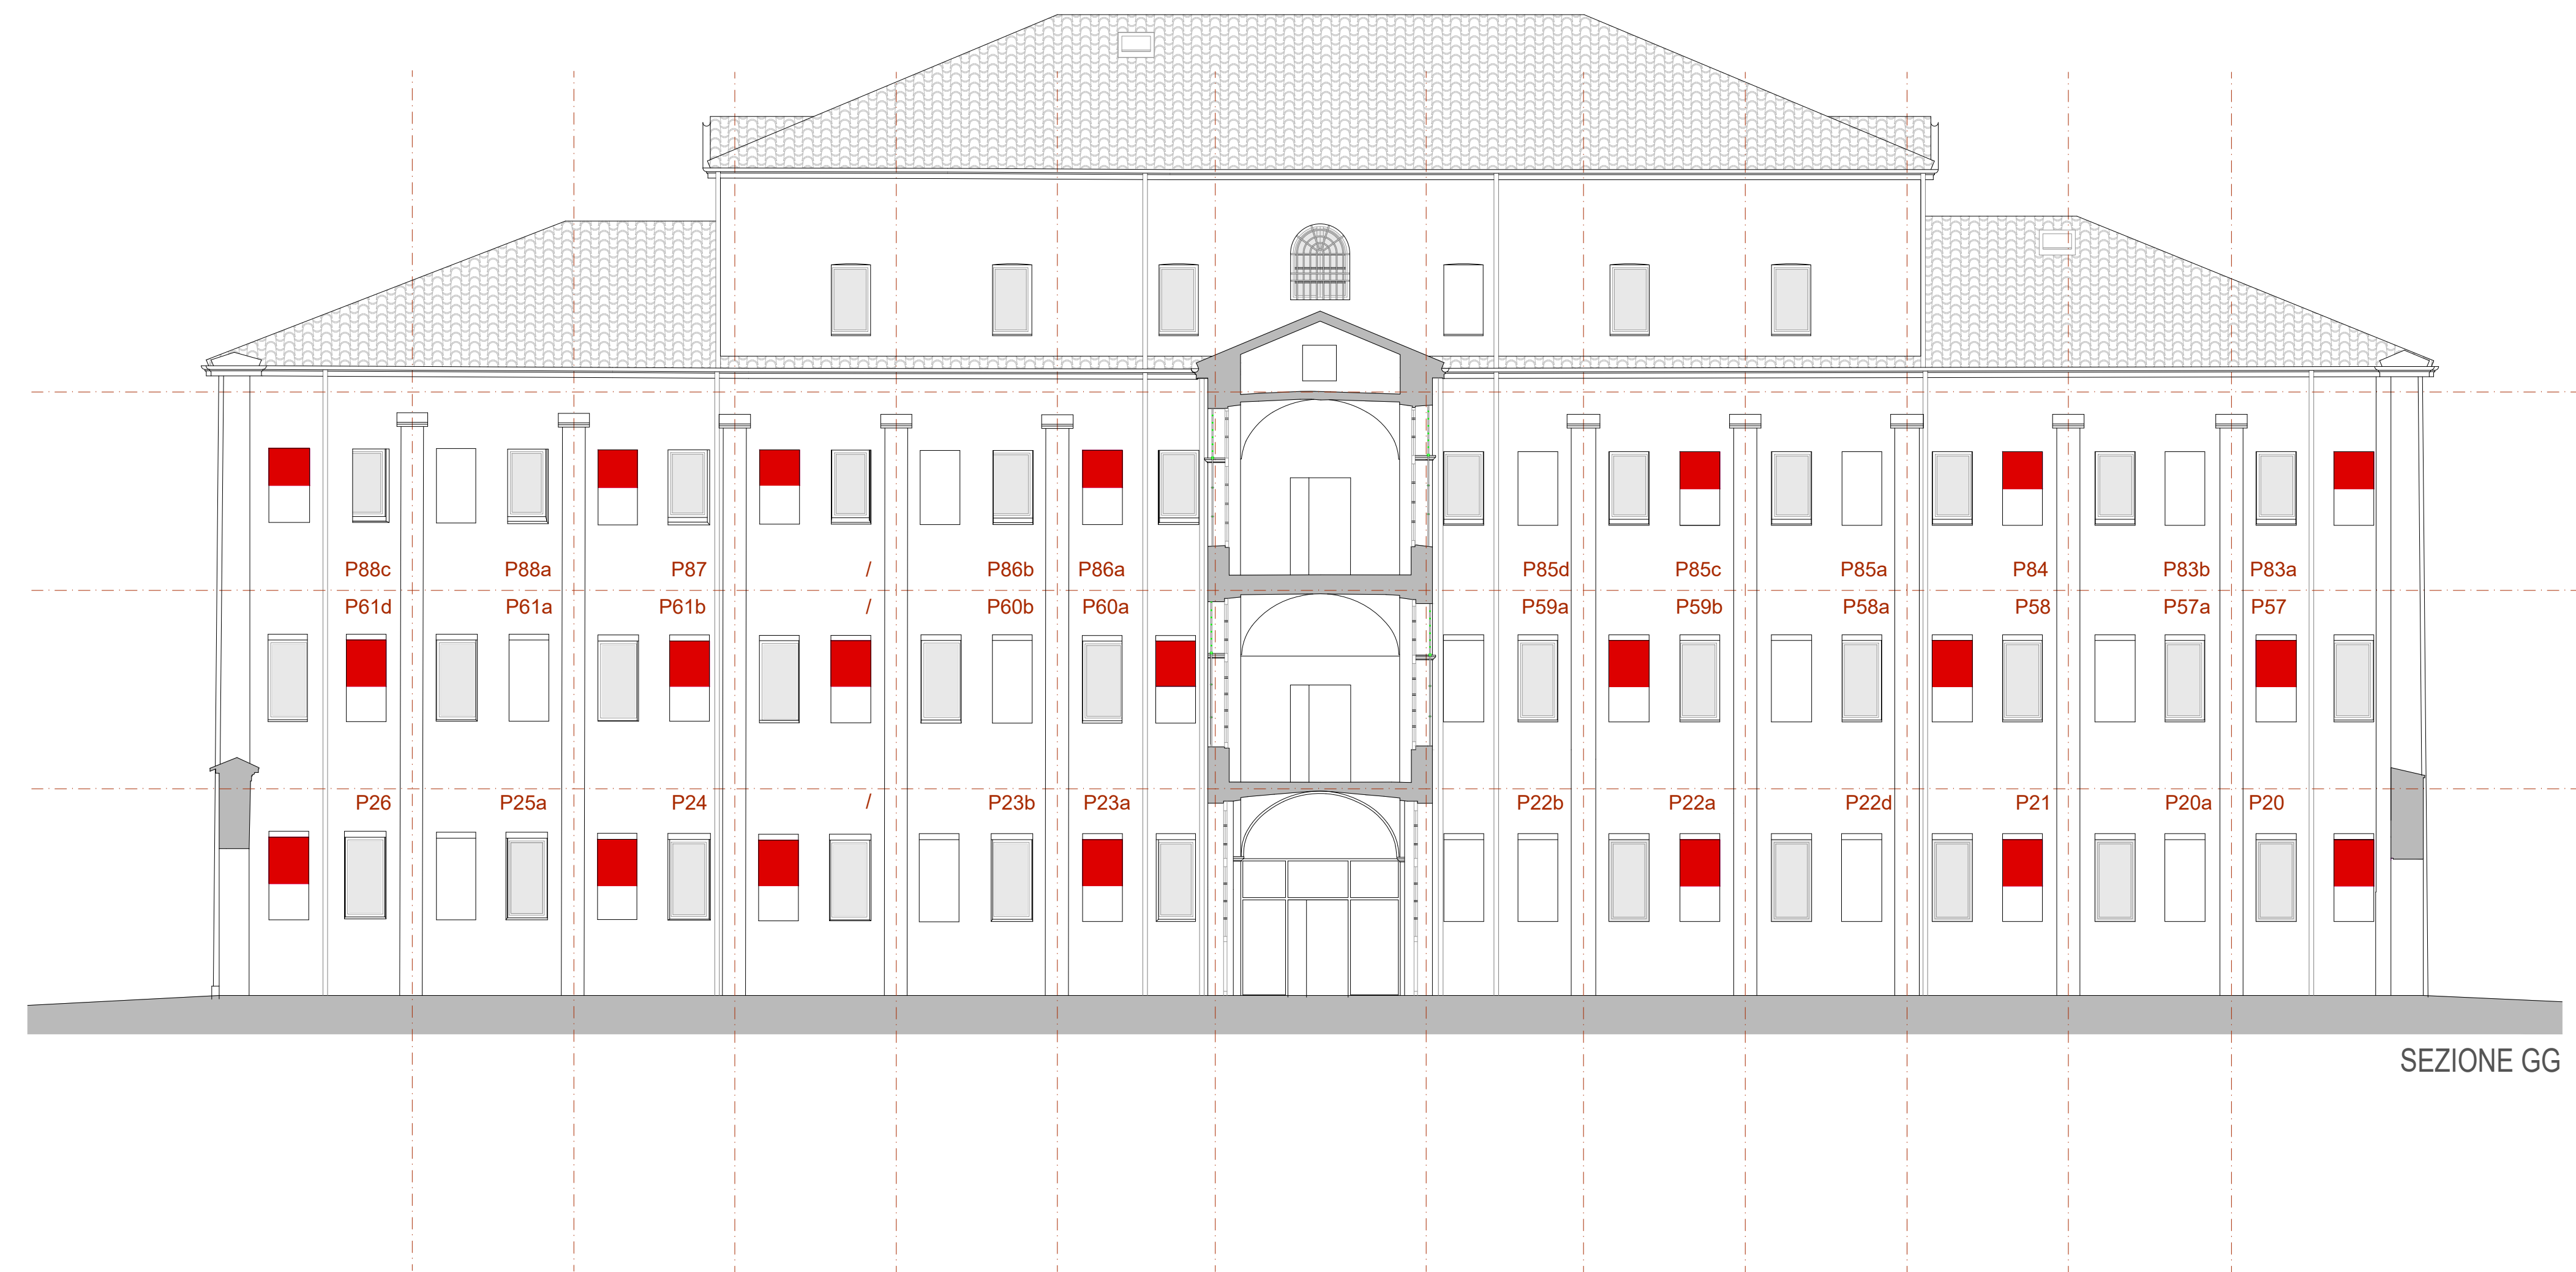 P88c P88a P87 / P86b P86a P85d P85c P85a P84 P83b P83a
P61d P61a P61b / P60b P60a P59a P59b P58a P58 P57a P57
P26 P25a P24 / P23b P23a P22b P22a P22d P21 P20a P20
SEZIONE GG